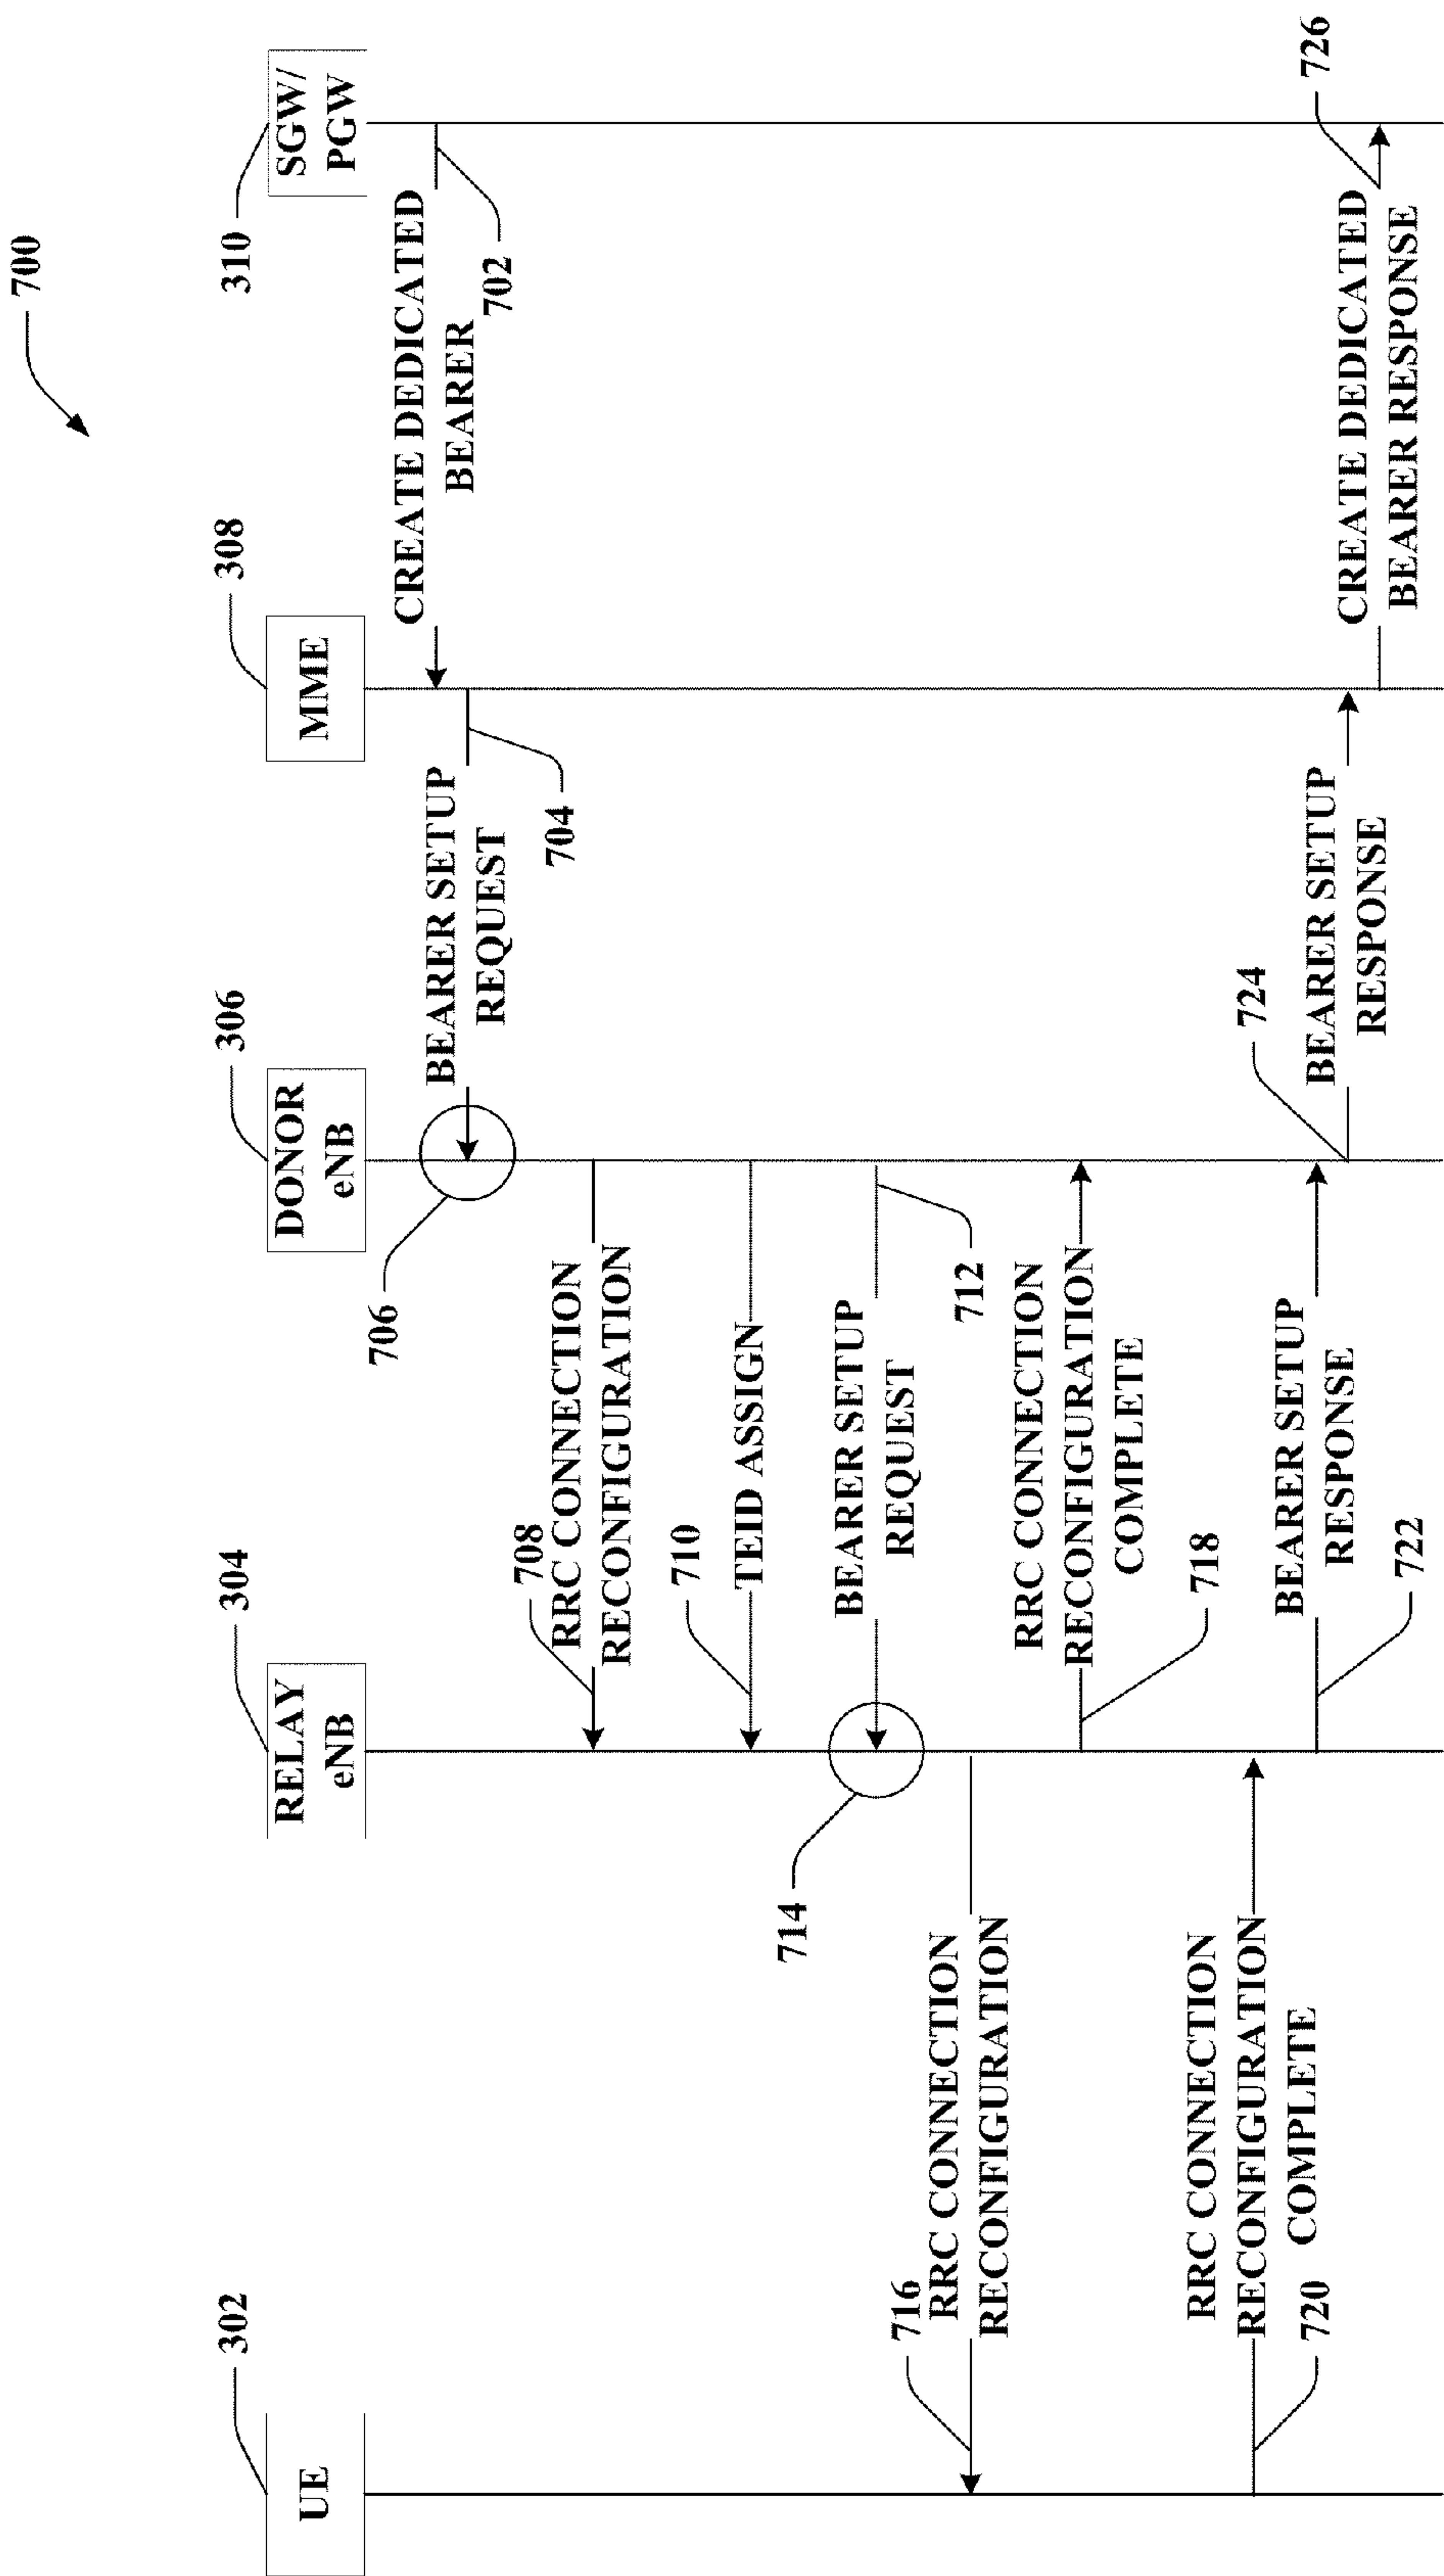 700
302
304
306
308
310
UE
RELAY
eNB
DONOR
eNB
MME
SGW/
PGW
CREATE DEDICATED
BEARER
702
BEARER SETUP
REQUEST
704
706
708
RRC CONNECTION
RECONFIGURATION
710
TEID ASSIGN
BEARER SETUP
REQUEST
712
714
716
RRC CONNECTION
RECONFIGURATION
RRC CONNECTION
RECONFIGURATION
COMPLETE
718
RRC CONNECTION
RECONFIGURATION
COMPLETE
720
BEARER SETUP
RESPONSE
722
724
BEARER SETUP
RESPONSE
726
CREATE DEDICATED
BEARER RESPONSE